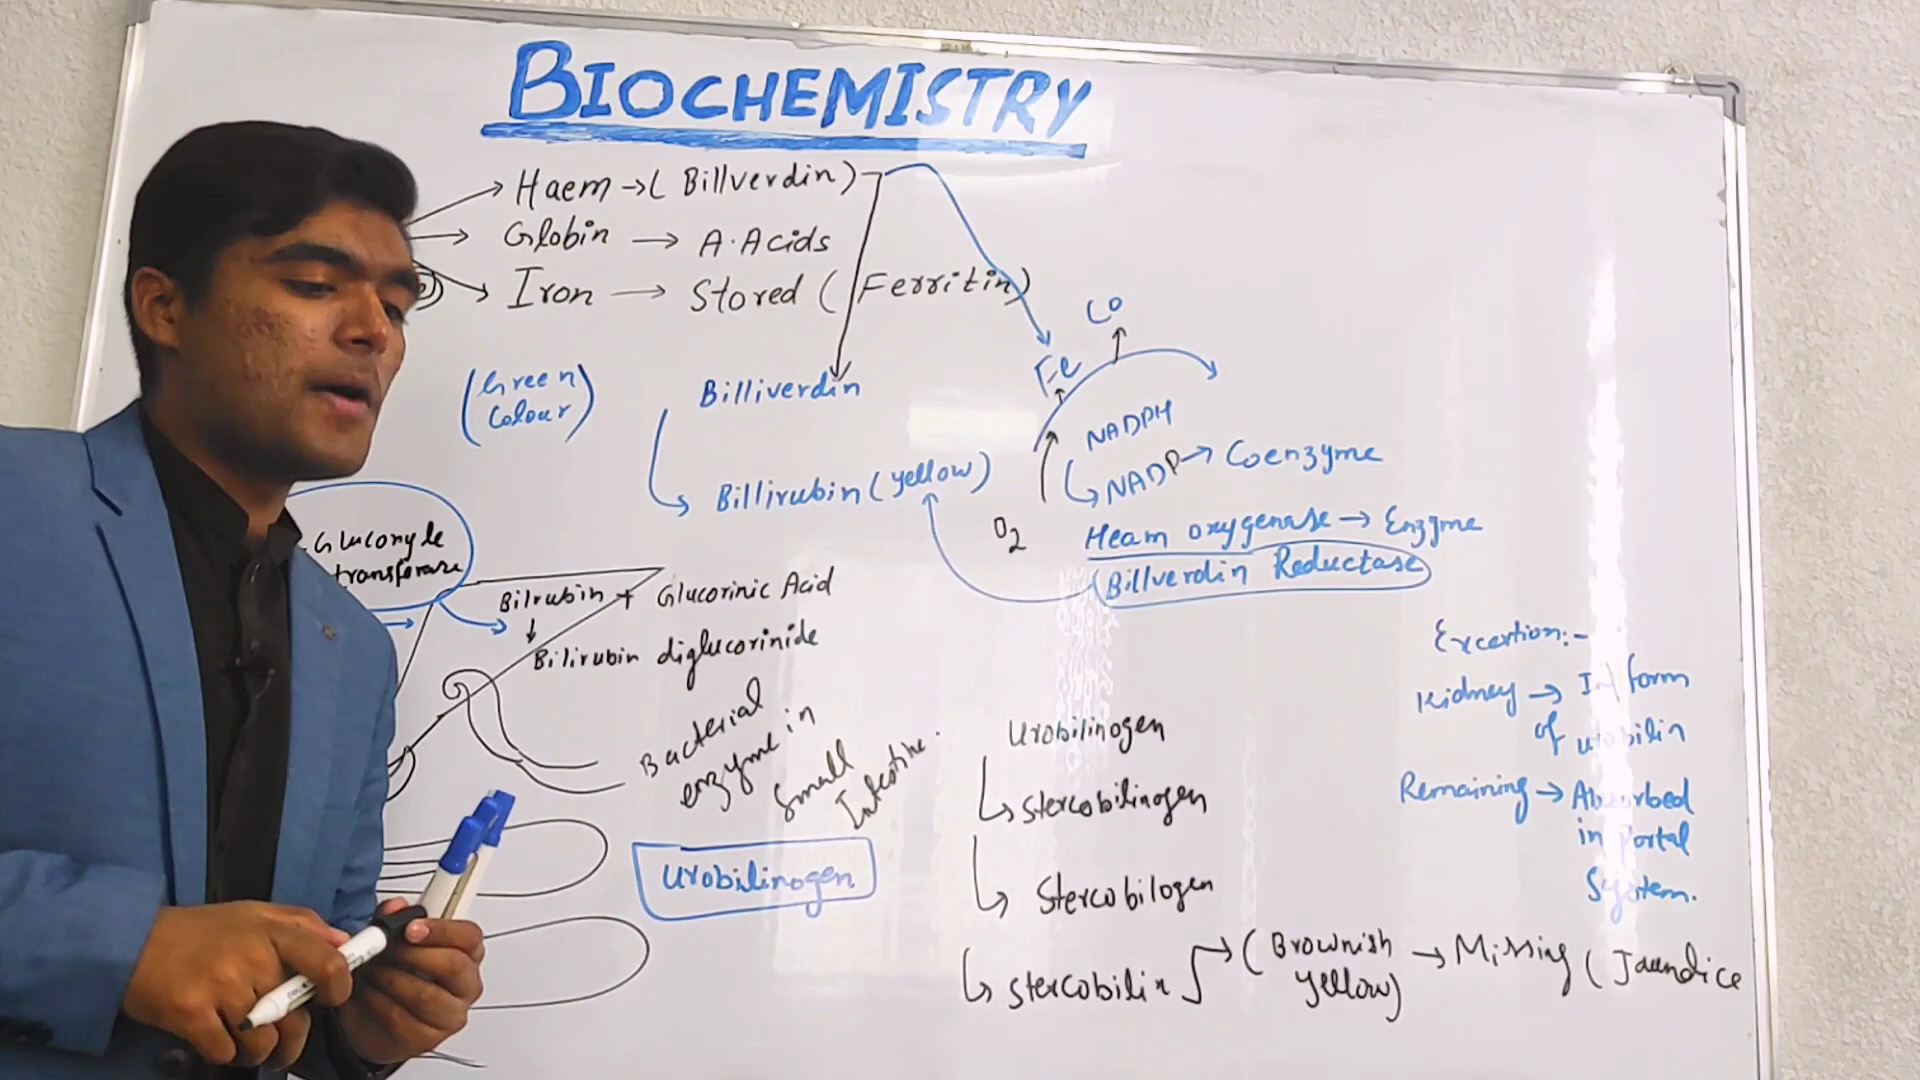 BIOCHEMISTRY
Haem → ( Billverdin )
Globin → A.Acids
Iron → Stored ( Ferritin )
CO
Fe
(Green
Colour)
Billiverdin
NADPH
NADP → Coenzyme
Billirubin (yellow)
O2
Heam oxygenase → Enzyme
Billverdin Reductase
Glucoryle
transferase
Bilrubin + Glucorinic Acid
Bilirubin diglucorinide
Bacterial
enzyme in
Small
Intestine.
Urobilinogen
Urobilinogen
Stercobilinogen
Stercobilogen
Stercobilin → (Brownish
yellow) → Missing ( Jaundice
Excertion:-
Kidney → In form
of urobilin
Remaining → Absorbed
in Portal
System.